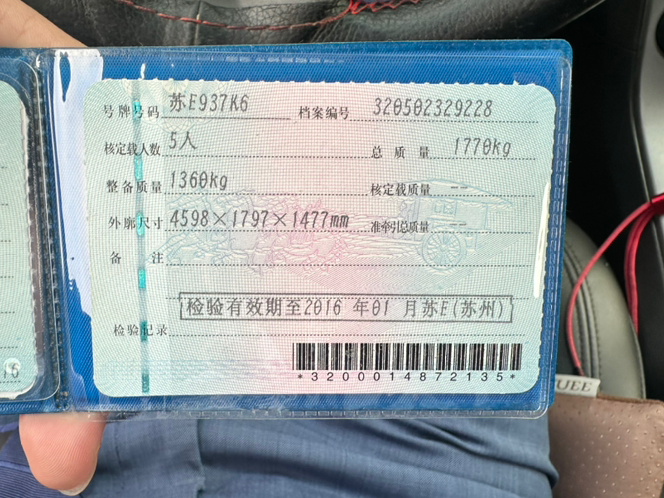 号牌号码 苏E937K6 档案编号 320502329228
核定载人数 5人 总质量 1770kg
整备质量 1360kg 核定载质量 --
外廓尺寸 4598×1797×1477mm 准牵引总质量 --
备注
检验有效期至2016 年01 月苏E(苏州)
检验记录
*3200014872135*